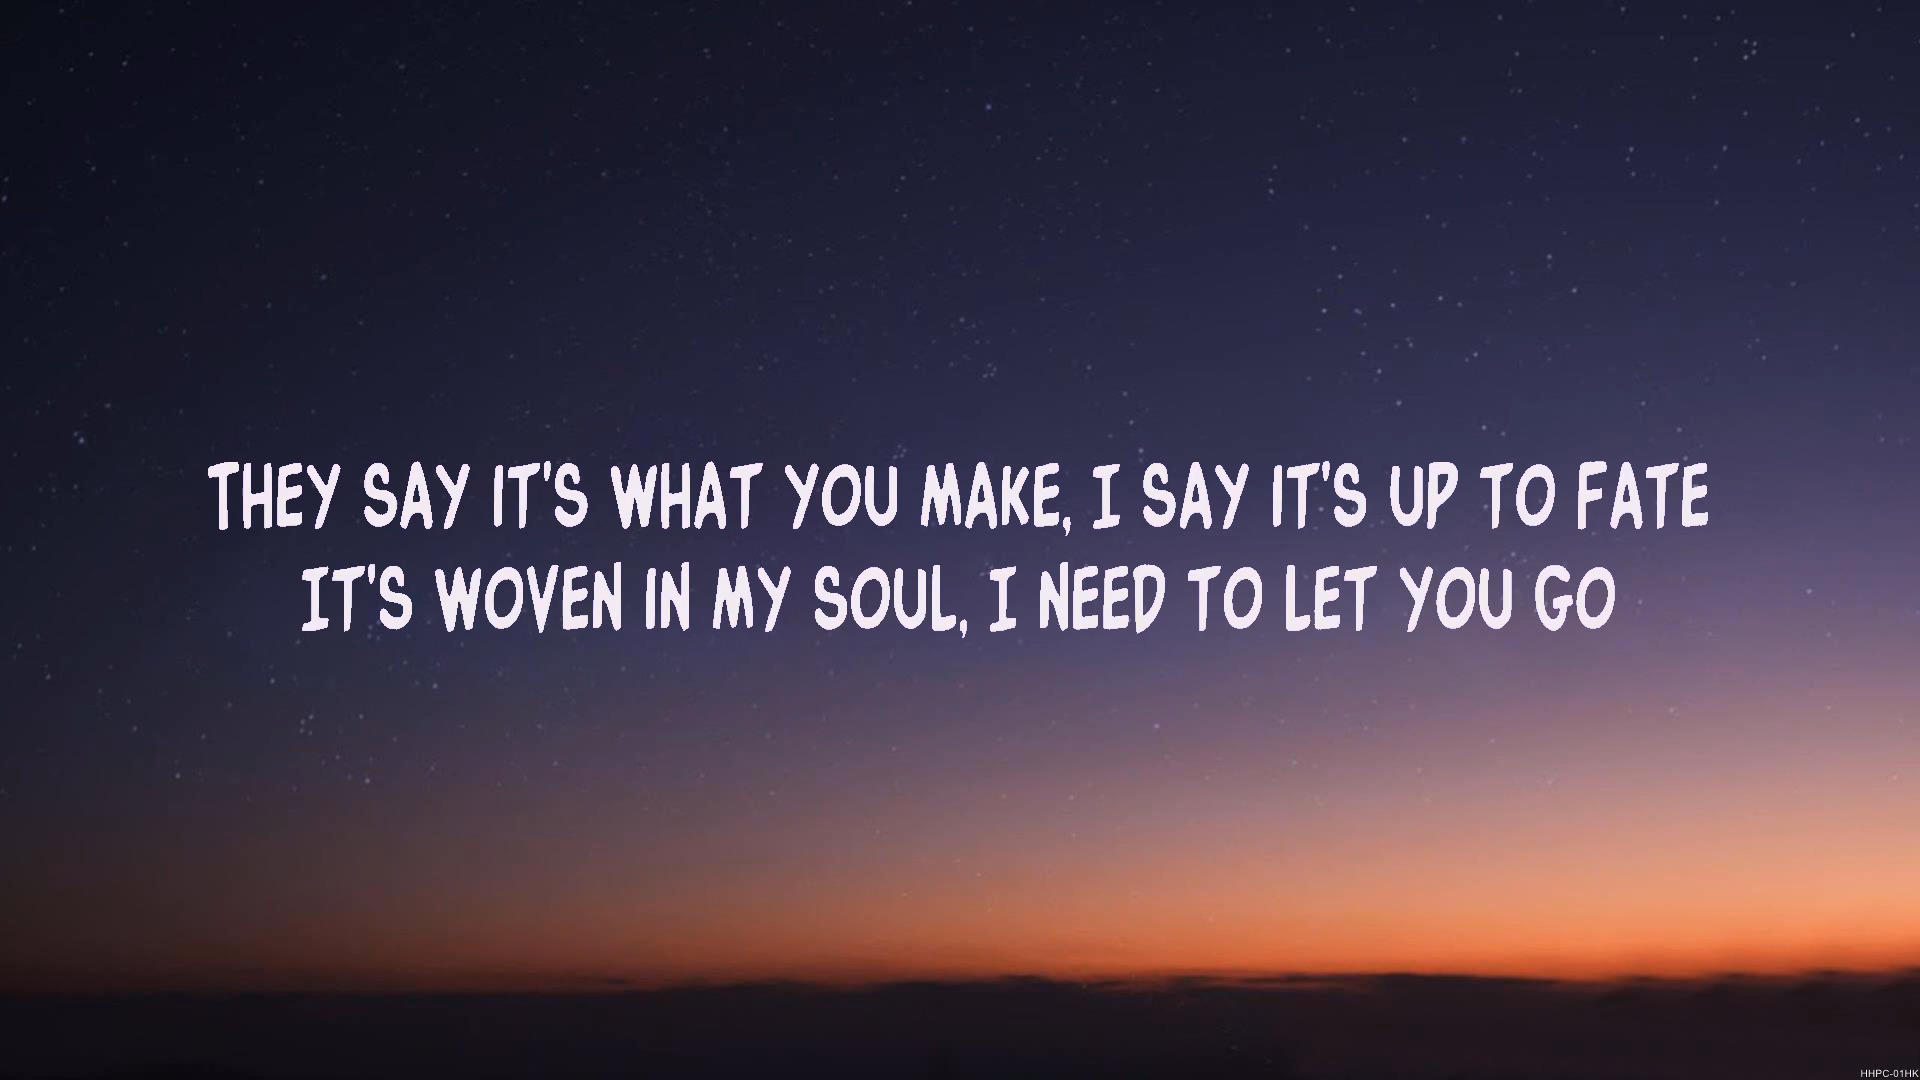 THEY SAY IT'S WHAT YOU MAKE, I SAY IT'S UP TO FATE
IT'S WOVEN IN MY SOUL, I NEED TO LET YOU GO
HHPC-01HK